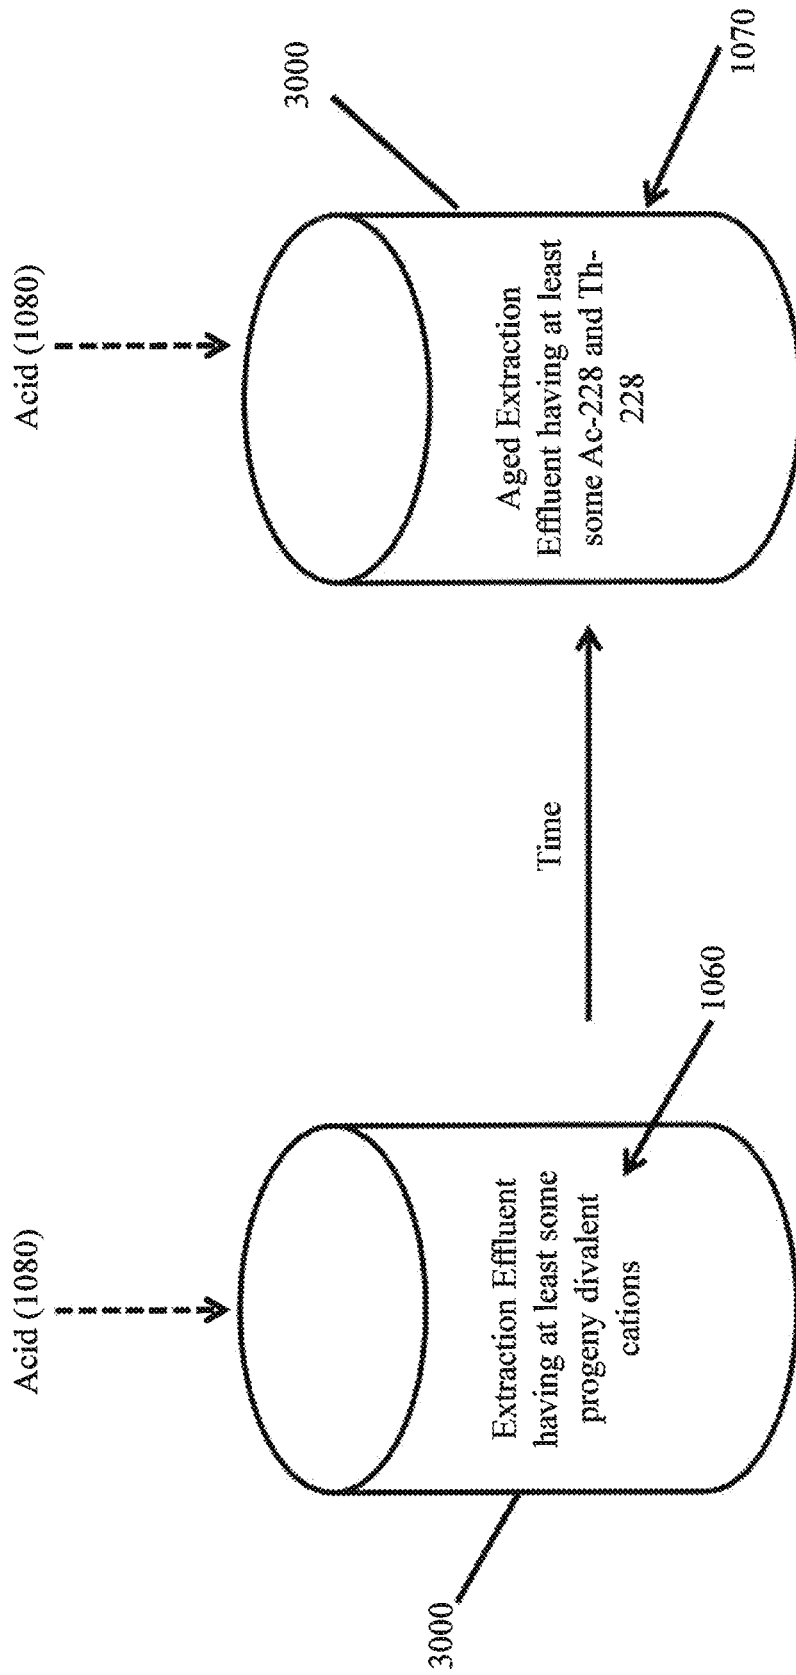 Acid (1080)
Acid (1080)
3000
Extraction Effluent
having at least some
progeny divalent
cations
1060
Time
3000
Aged Extraction
Effluent having at least
some Ac-228 and Th-
228
1070